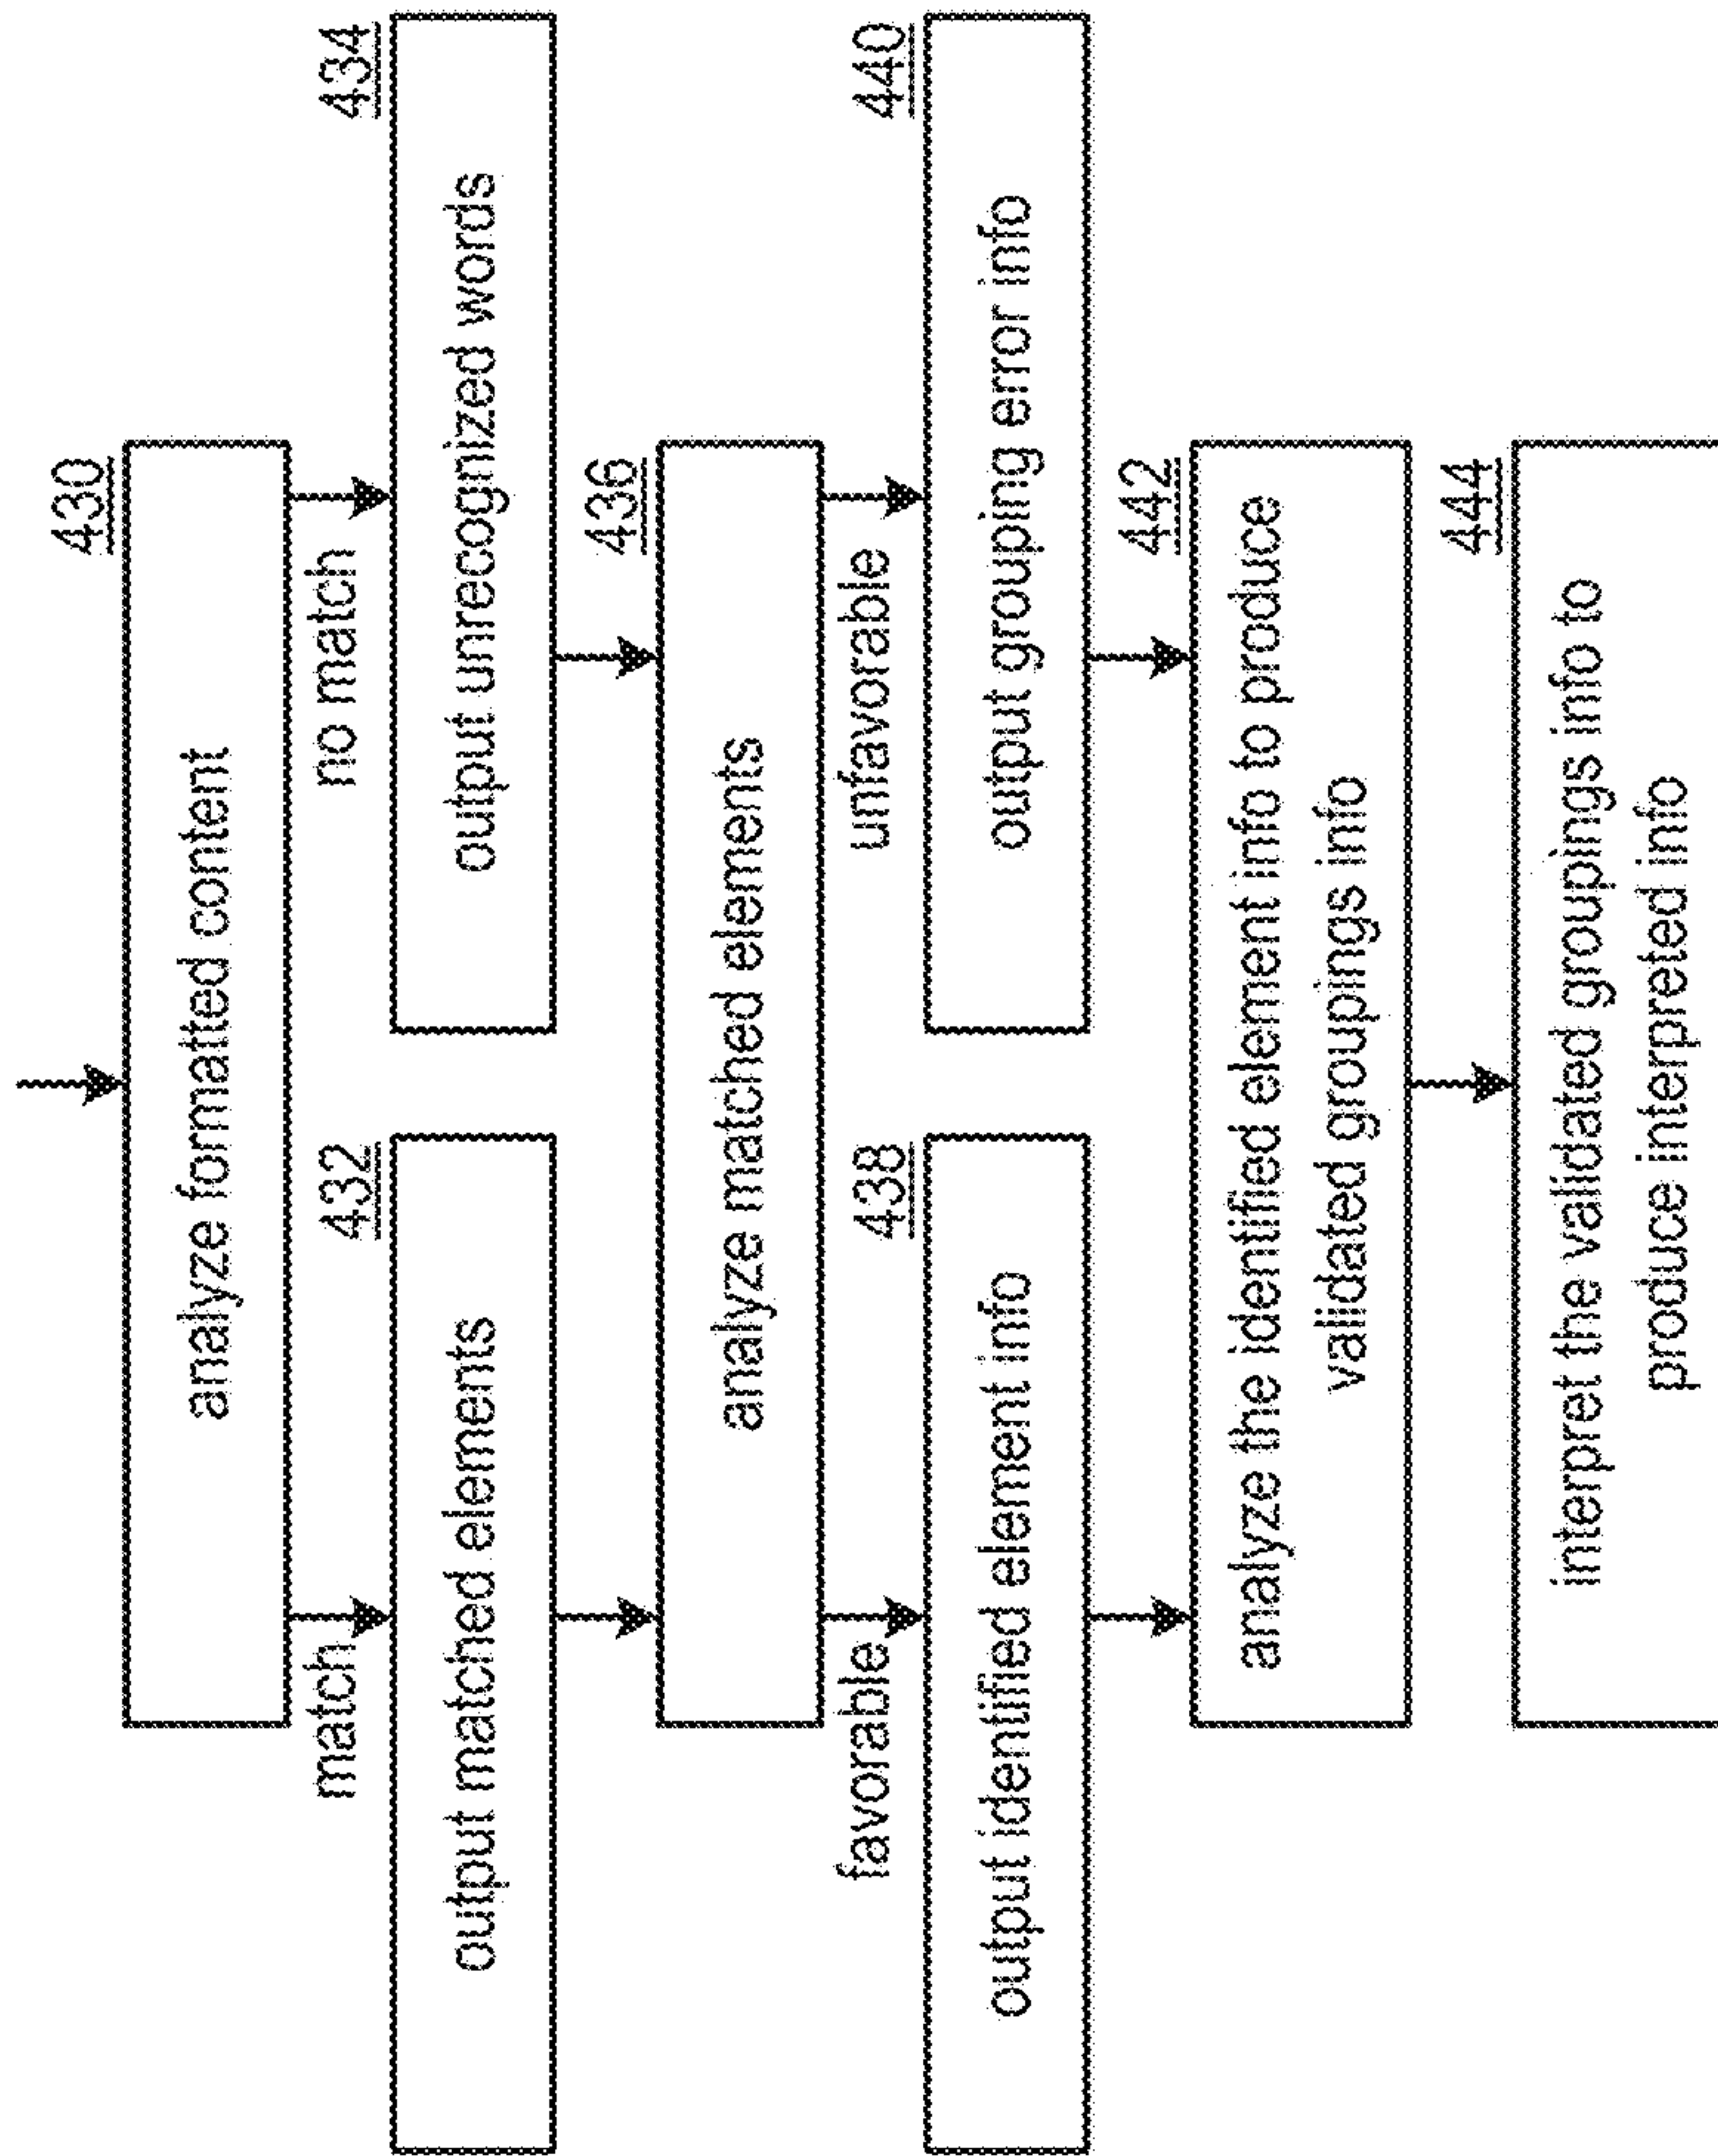 430
analyze formatted content
match
no match
432
434
output matched elements
output unrecognized words
436
analyze matched elements
favorable
unfavorable
438
440
output identified element info
output grouping error info
442
analyze the identified element info to produce
validated groupings info
444
interpret the validated groupings info to
produce interpreted info